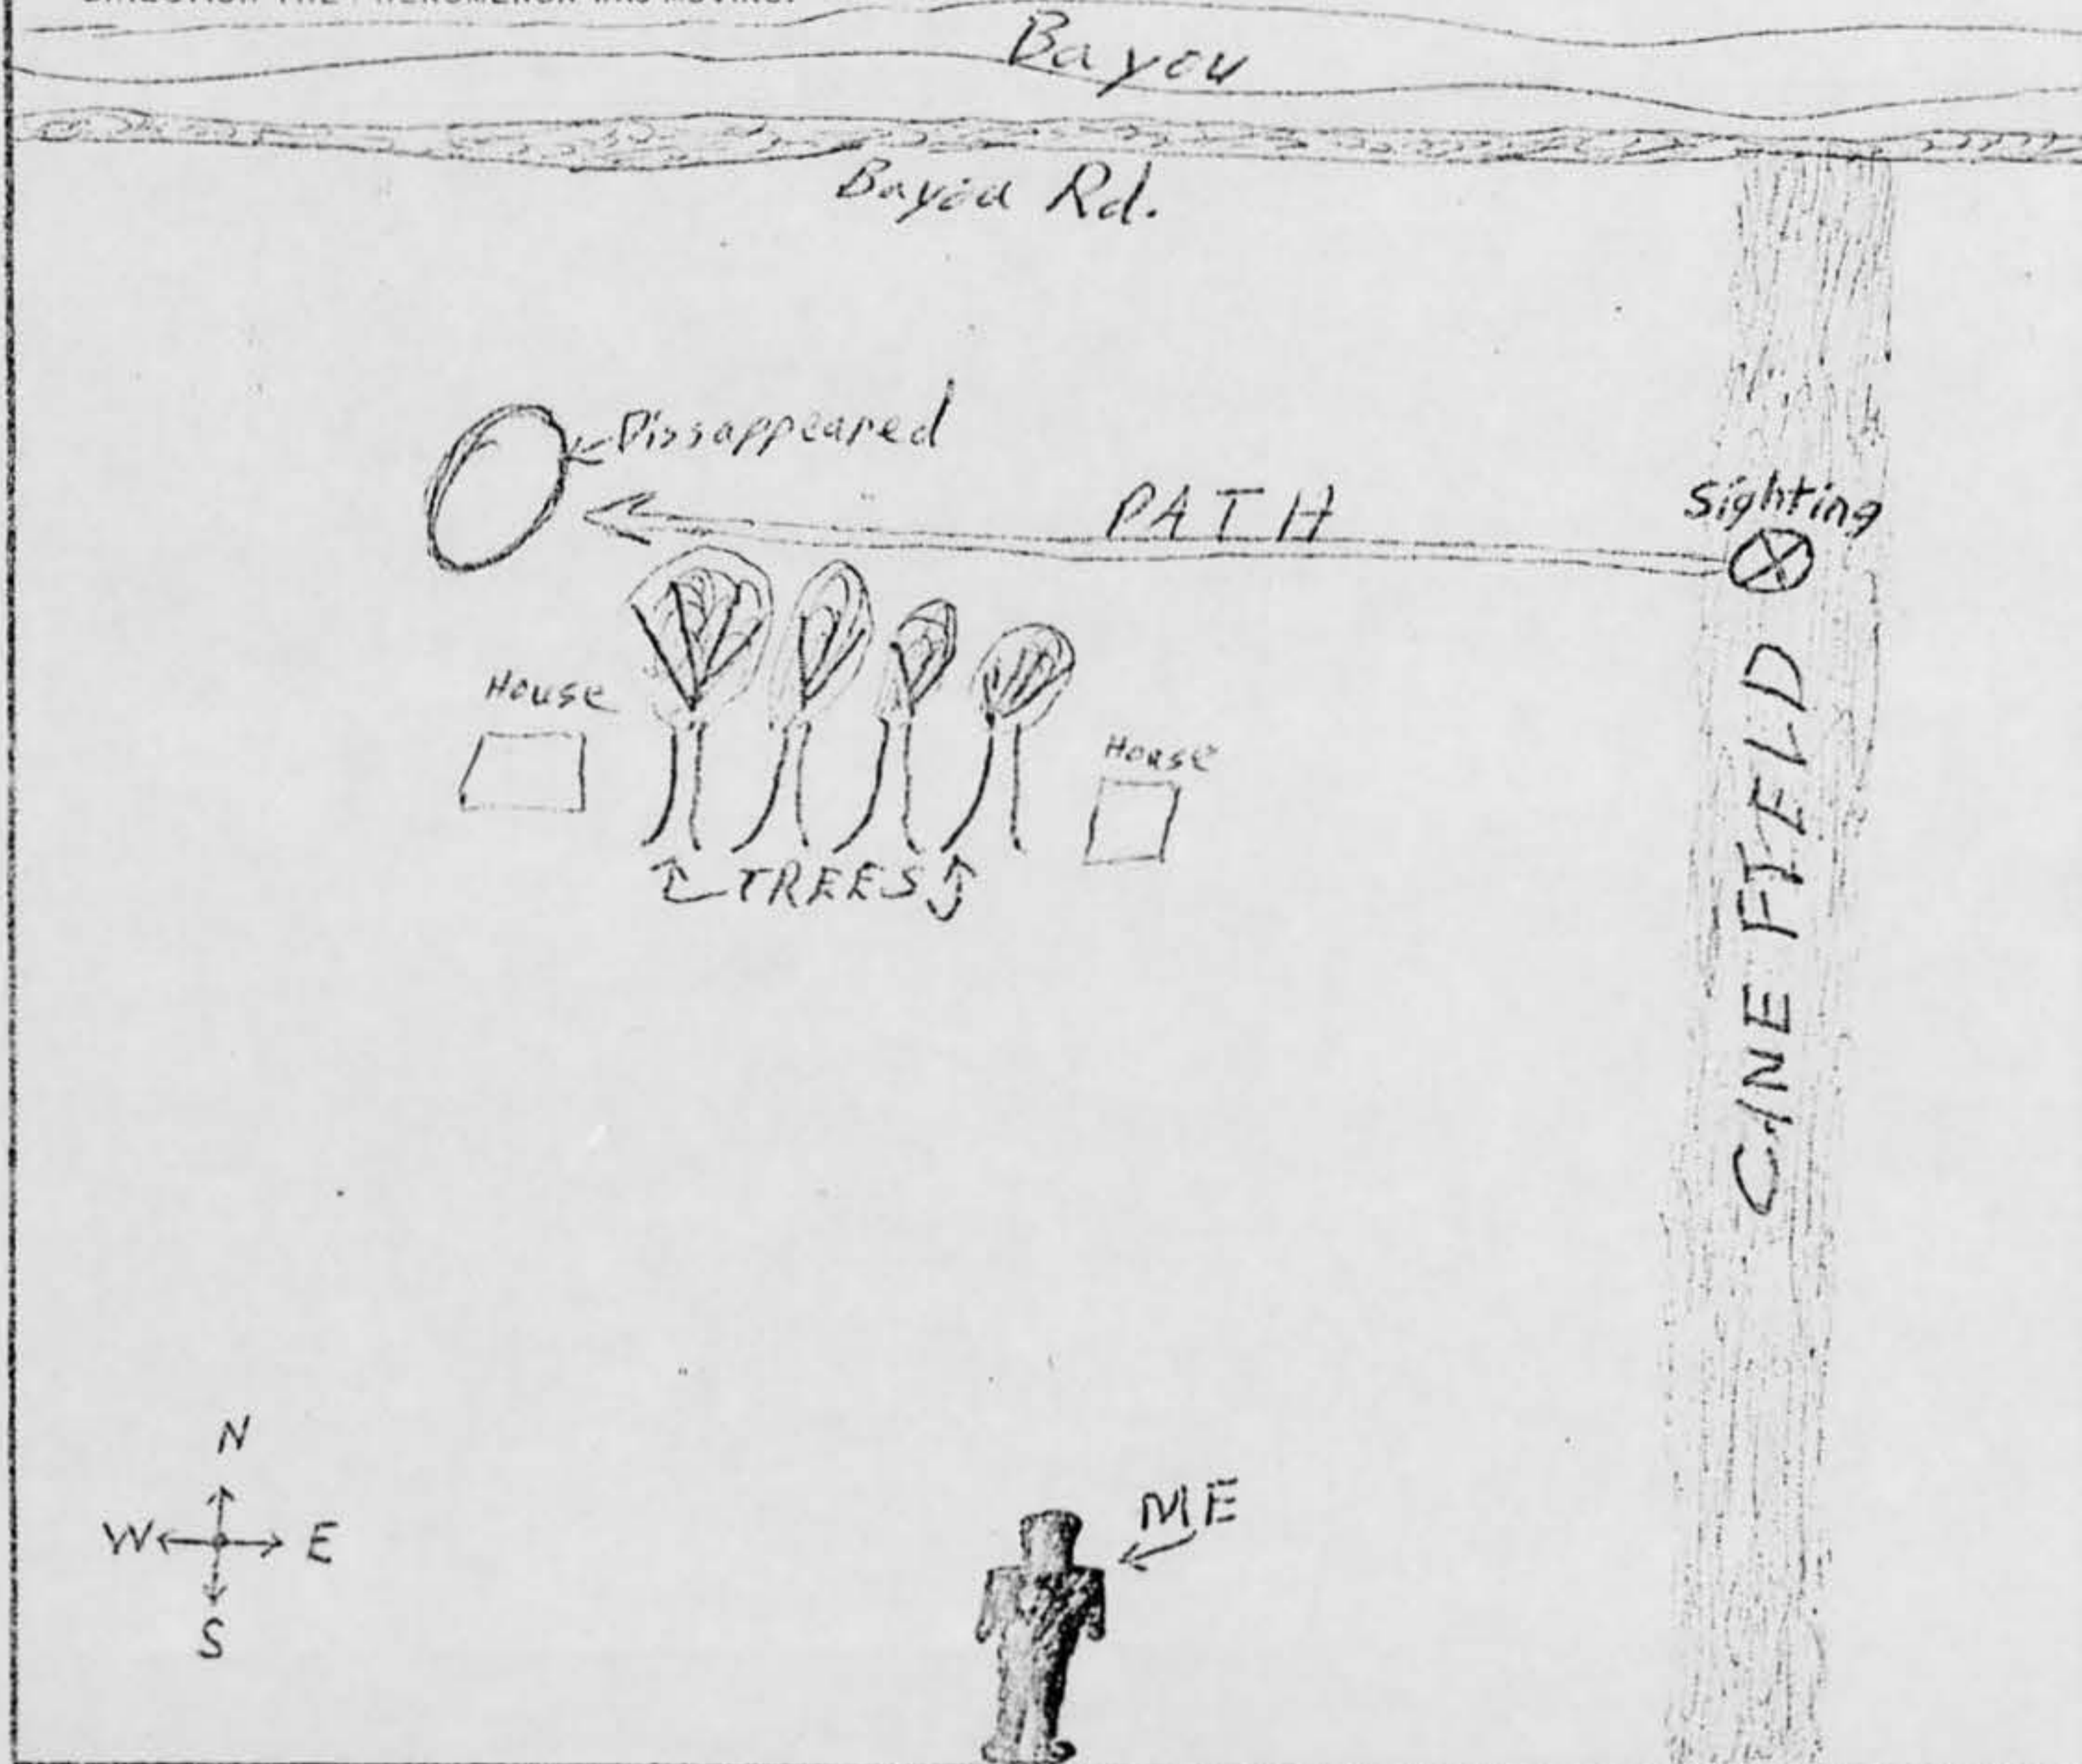 Bayou
Bayou Rd.
Dissappeared
PATH
Sighting
House
House
TREES
CANE FIELD
ME
N
W E
S